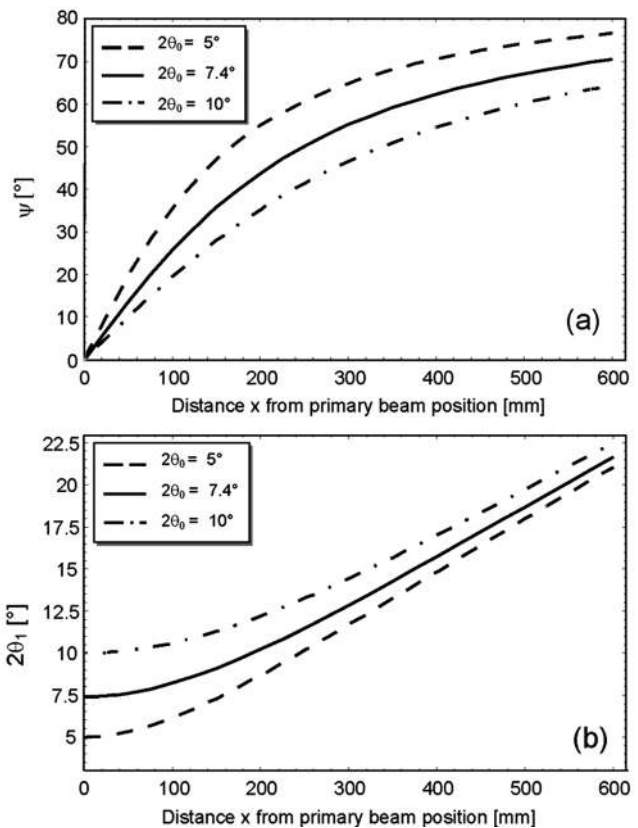 80
70
60
50
40
30
20
10
0
ψ [°]
2θ₀ = 5°
2θ₀ = 7.4°
2θ₀ = 10°
(a)
0 100 200 300 400 500 600
Distance x from primary beam position [mm]
22.5
20
17.5
15
12.5
10
7.5
5
2θ₁ [°]
2θ₀ = 5°
2θ₀ = 7.4°
2θ₀ = 10°
(b)
0 100 200 300 400 500 600
Distance x from primary beam position [mm]